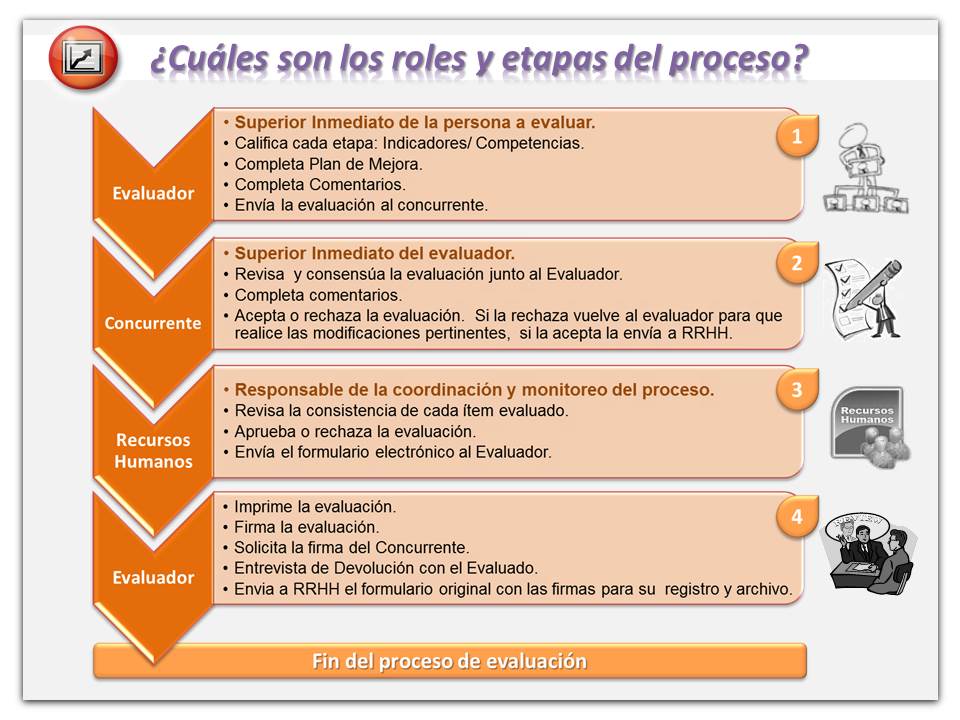 ¿Cuáles son los roles y etapas del proceso?
Evaluador
• Superior Inmediato de la persona a evaluar.
• Califica cada etapa: Indicadores/ Competencias.
• Completa Plan de Mejora.
• Completa Comentarios.
• Envía la evaluación al concurrente.
1
Concurrente
• Superior Inmediato del evaluador.
• Revisa y consensúa la evaluación junto al Evaluador.
• Completa comentarios.
• Acepta o rechaza la evaluación. Si la rechaza vuelve al evaluador para que
realice las modificaciones pertinentes, si la acepta la envía a RRHH.
2
Recursos
Humanos
• Responsable de la coordinación y monitoreo del proceso.
• Revisa la consistencia de cada ítem evaluado.
• Aprueba o rechaza la evaluación.
• Envía el formulario electrónico al Evaluador.
3
Recursos
Humanos
Evaluador
• Imprime la evaluación.
• Firma la evaluación.
• Solicita la firma del Concurrente.
• Entrevista de Devolución con el Evaluado.
• Envia a RRHH el formulario original con las firmas para su registro y archivo.
4
REVIEW
Fin del proceso de evaluación